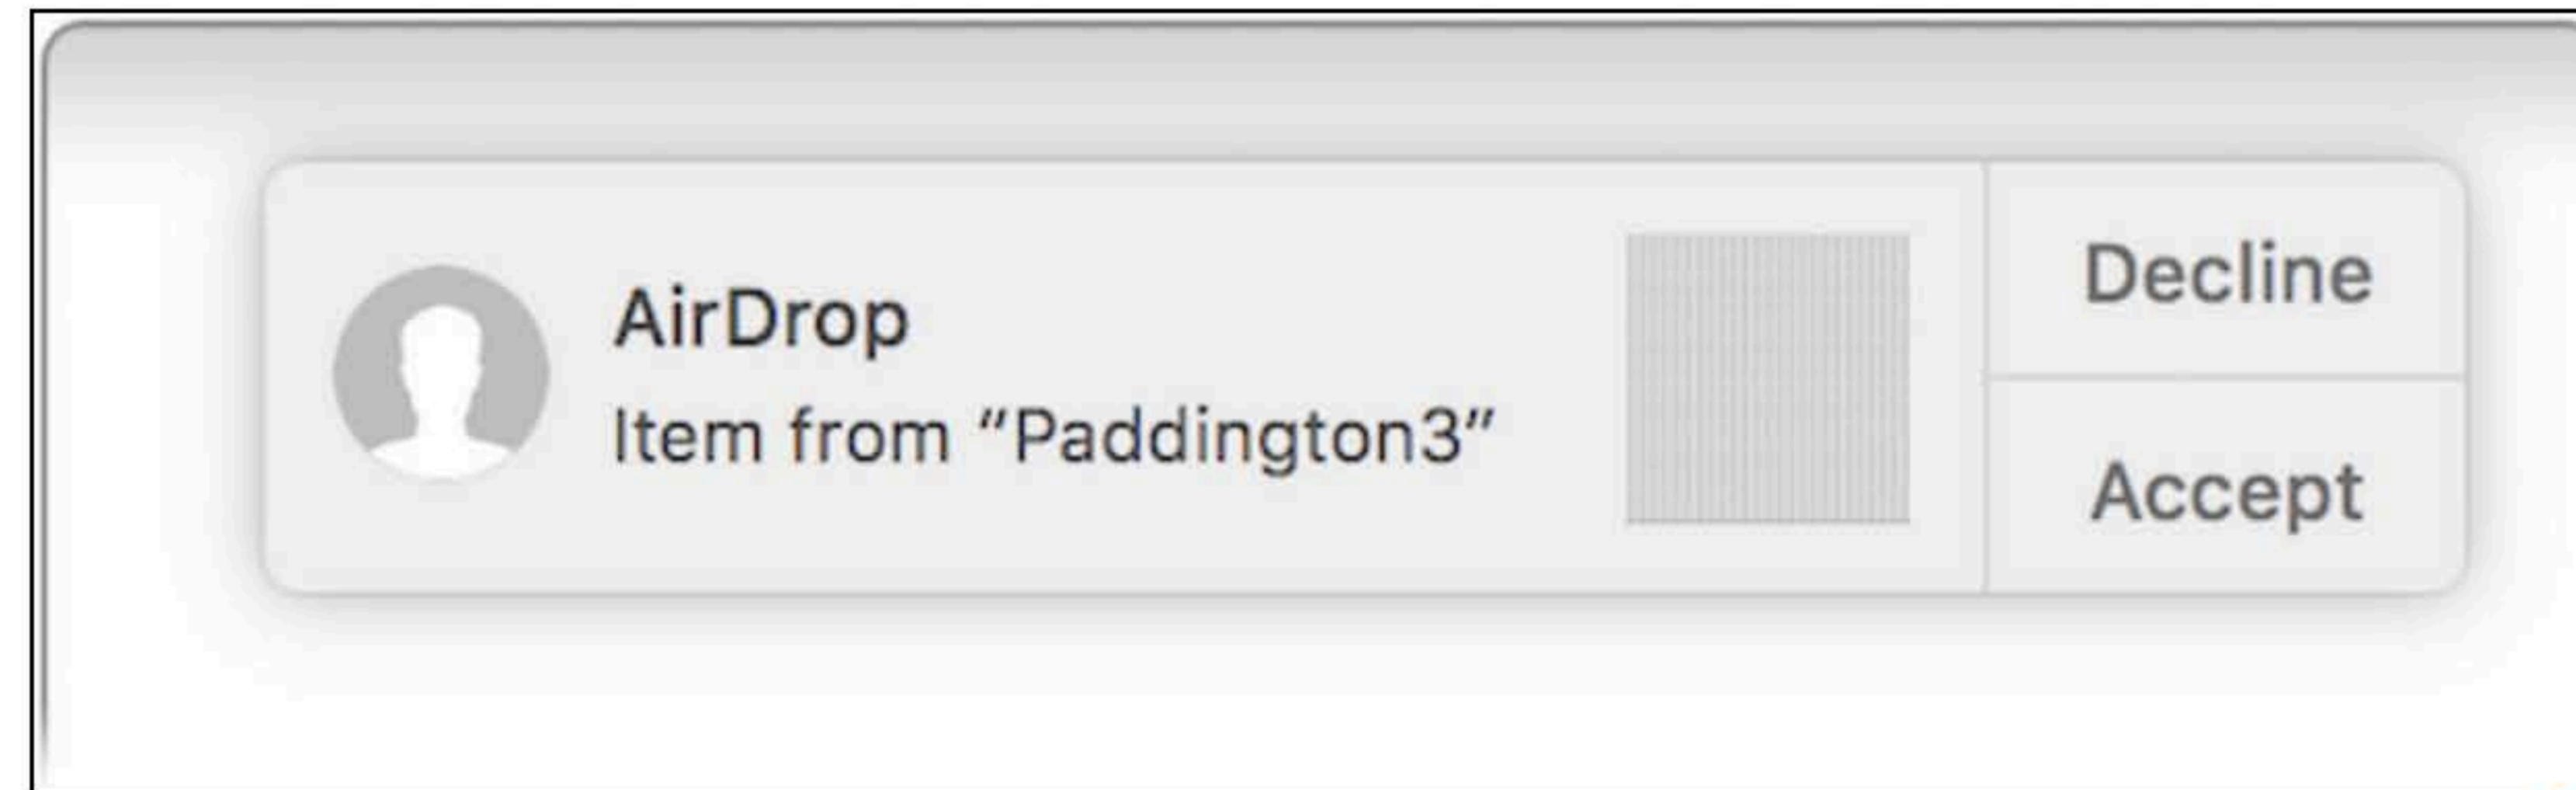 AirDrop
Item from “Paddington3”
Decline
Accept